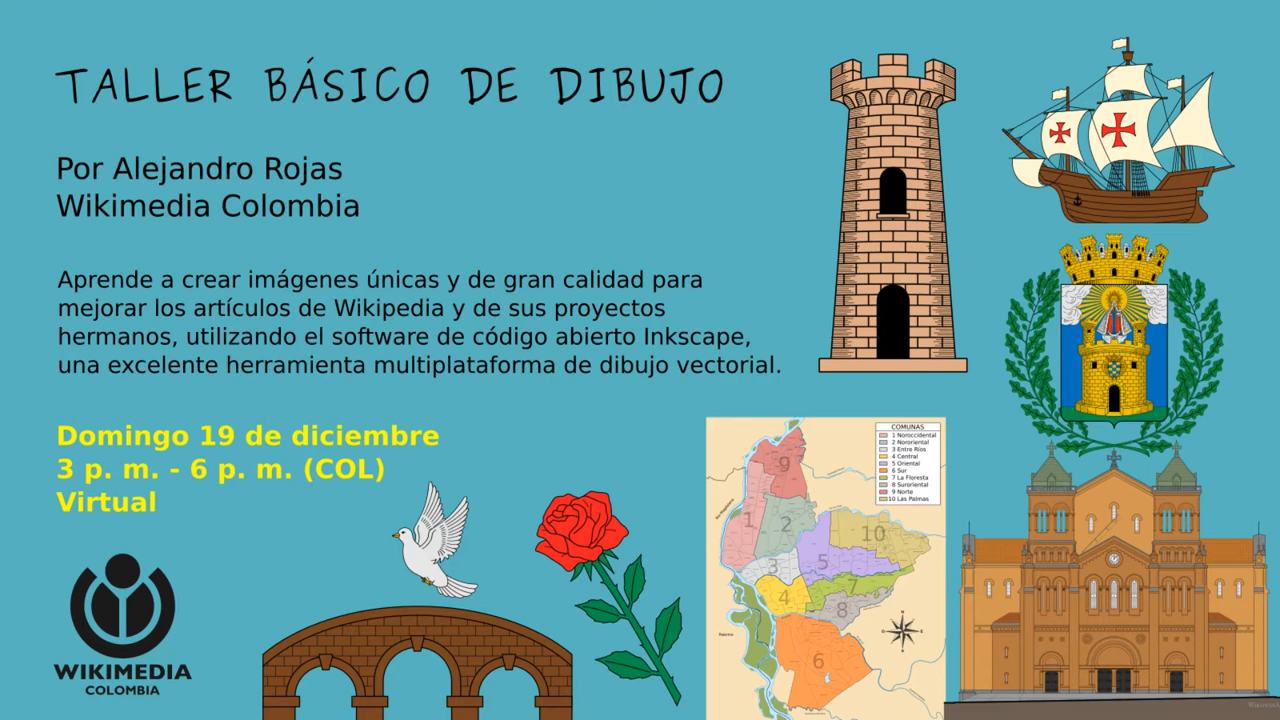 TALLER BÁSICO DE DIBUJO
Por Alejandro Rojas
Wikimedia Colombia
Aprende a crear imágenes únicas y de gran calidad para
mejorar los artículos de Wikipedia y de sus proyectos
hermanos, utilizando el software de código abierto Inkscape,
una excelente herramienta multiplataforma de dibujo vectorial.
Domingo 19 de diciembre
3 p. m. - 6 p. m. (COL)
Virtual
WIKIMEDIA
COLOMBIA
COMUNAS
1 Noroccidental
2 Nororiental
3 Entre Ríos
4 Central
5 Oriental
6 Sur
7 La Floresta
8 Suroriental
9 Norte
10 Las Palmas
9
1
2
10
5
3
7
4
8
6
Palermo
N